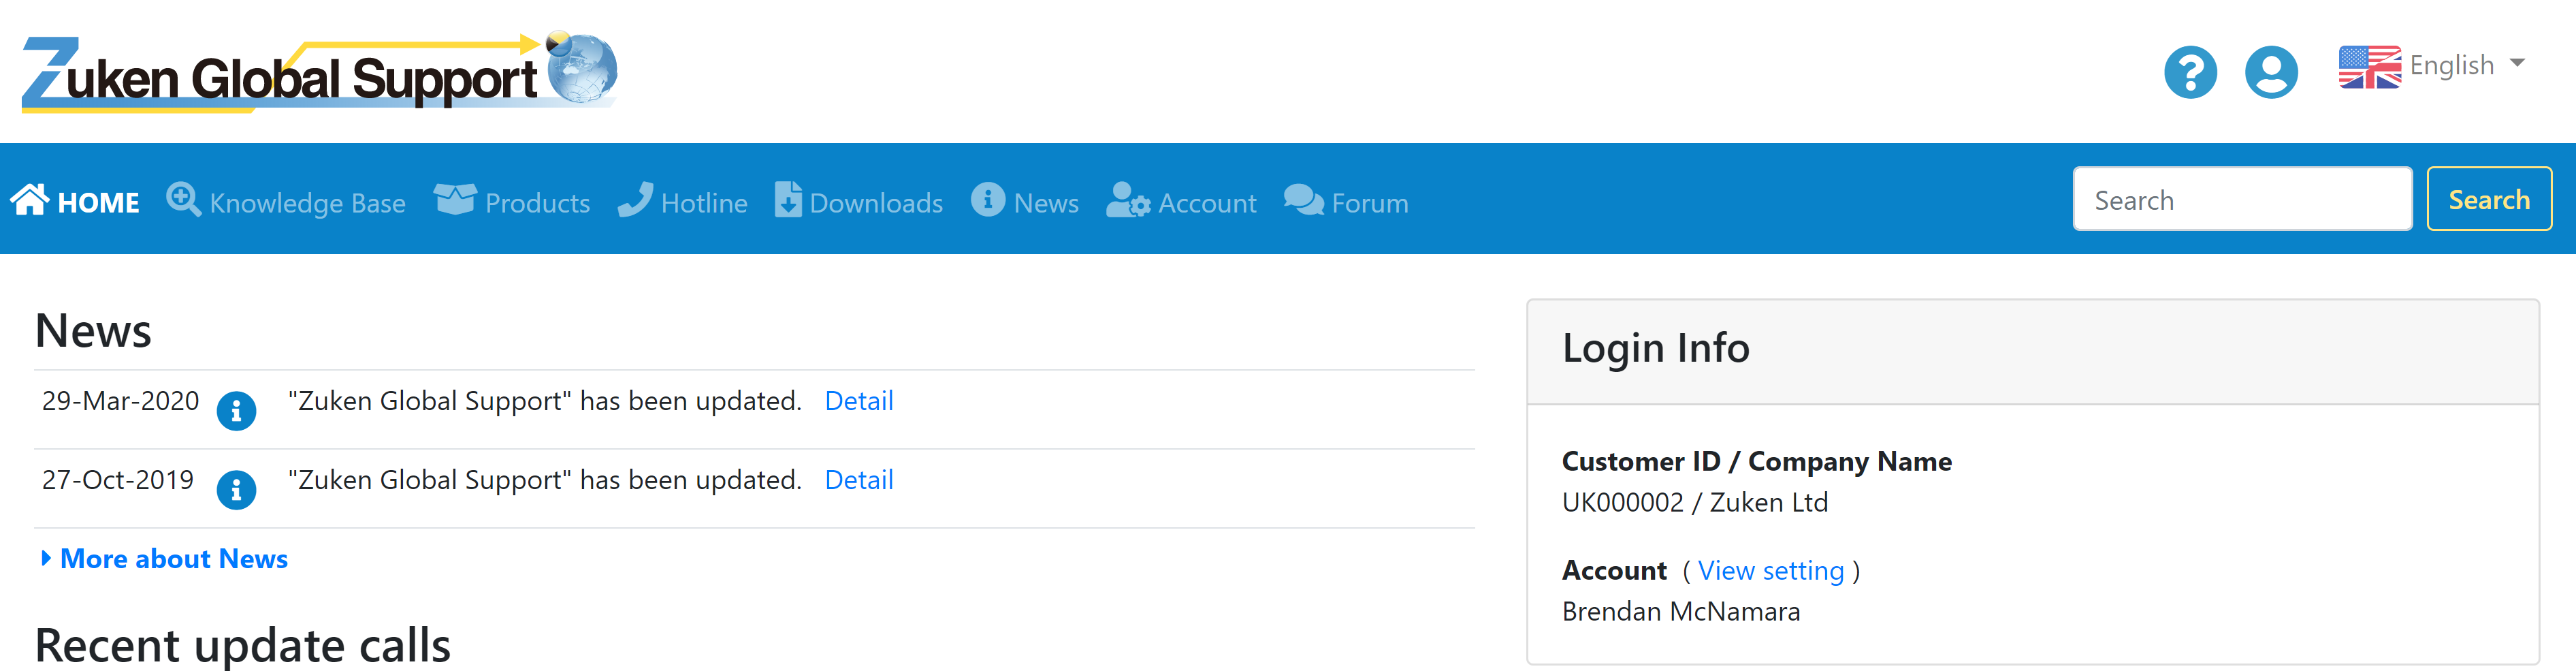 Zuken Global Support
English
HOME Knowledge Base Products Hotline Downloads News Account Forum Search Search
News
29-Mar-2020 "Zuken Global Support" has been updated. Detail
27-Oct-2019 "Zuken Global Support" has been updated. Detail
More about News
Recent update calls
Login Info
Customer ID / Company Name
UK000002 / Zuken Ltd
Account ( View setting )
Brendan McNamara